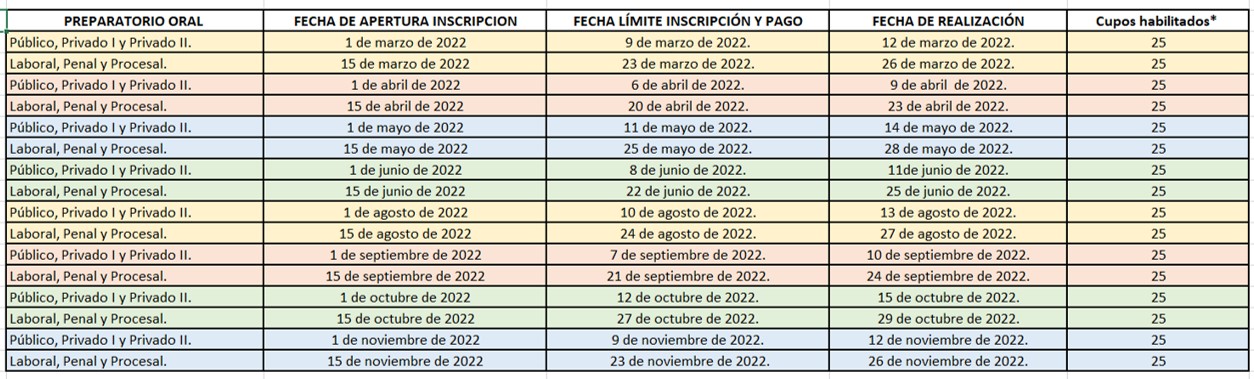 PREPARATORIO ORAL FECHA DE APERTURA INSCRIPCION FECHA LÍMITE INSCRIPCIÓN Y PAGO FECHA DE REALIZACIÓN Cupos habilitados*
Público, Privado I y Privado II. 1 de marzo de 2022 9 de marzo de 2022. 12 de marzo de 2022. 25
Laboral, Penal y Procesal. 15 de marzo de 2022 23 de marzo de 2022. 26 de marzo de 2022. 25
Público, Privado I y Privado II. 1 de abril de 2022 6 de abril de 2022. 9 de abril de 2022. 25
Laboral, Penal y Procesal. 15 de abril de 2022 20 de abril de 2022. 23 de abril de 2022. 25
Público, Privado I y Privado II. 1 de mayo de 2022 11 de mayo de 2022. 14 de mayo de 2022. 25
Laboral, Penal y Procesal. 15 de mayo de 2022 25 de mayo de 2022. 28 de mayo de 2022. 25
Público, Privado I y Privado II. 1 de junio de 2022 8 de junio de 2022. 11de junio de 2022. 25
Laboral, Penal y Procesal. 15 de junio de 2022 22 de junio de 2022. 25 de junio de 2022. 25
Público, Privado I y Privado II. 1 de agosto de 2022 10 de agosto de 2022. 13 de agosto de 2022. 25
Laboral, Penal y Procesal. 15 de agosto de 2022 24 de agosto de 2022. 27 de agosto de 2022. 25
Público, Privado I y Privado II. 1 de septiembre de 2022 7 de septiembre de 2022. 10 de septiembre de 2022. 25
Laboral, Penal y Procesal. 15 de septiembre de 2022 21 de septiembre de 2022. 24 de septiembre de 2022. 25
Público, Privado I y Privado II. 1 de octubre de 2022 12 de octubre de 2022. 15 de octubre de 2022. 25
Laboral, Penal y Procesal. 15 de octubre de 2022 27 de octubre de 2022. 29 de octubre de 2022. 25
Público, Privado I y Privado II. 1 de noviembre de 2022 9 de noviembre de 2022. 12 de noviembre de 2022. 25
Laboral, Penal y Procesal. 15 de noviembre de 2022 23 de noviembre de 2022. 26 de noviembre de 2022. 25